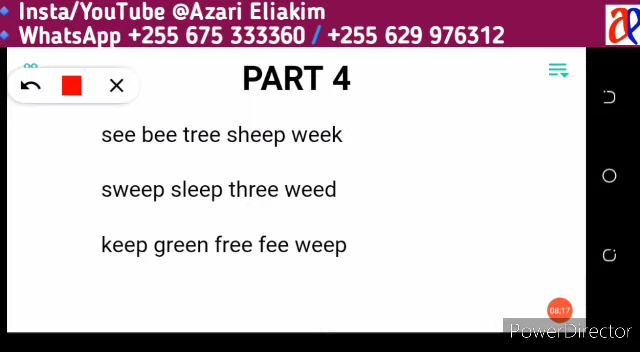 Insta/YouTube @Azari Eliakim
WhatsApp +255 675 333360 / +255 629 976312
PART 4
see bee tree sheep week
sweep sleep three weed
keep green free fee weep
08:17
PowerDirector